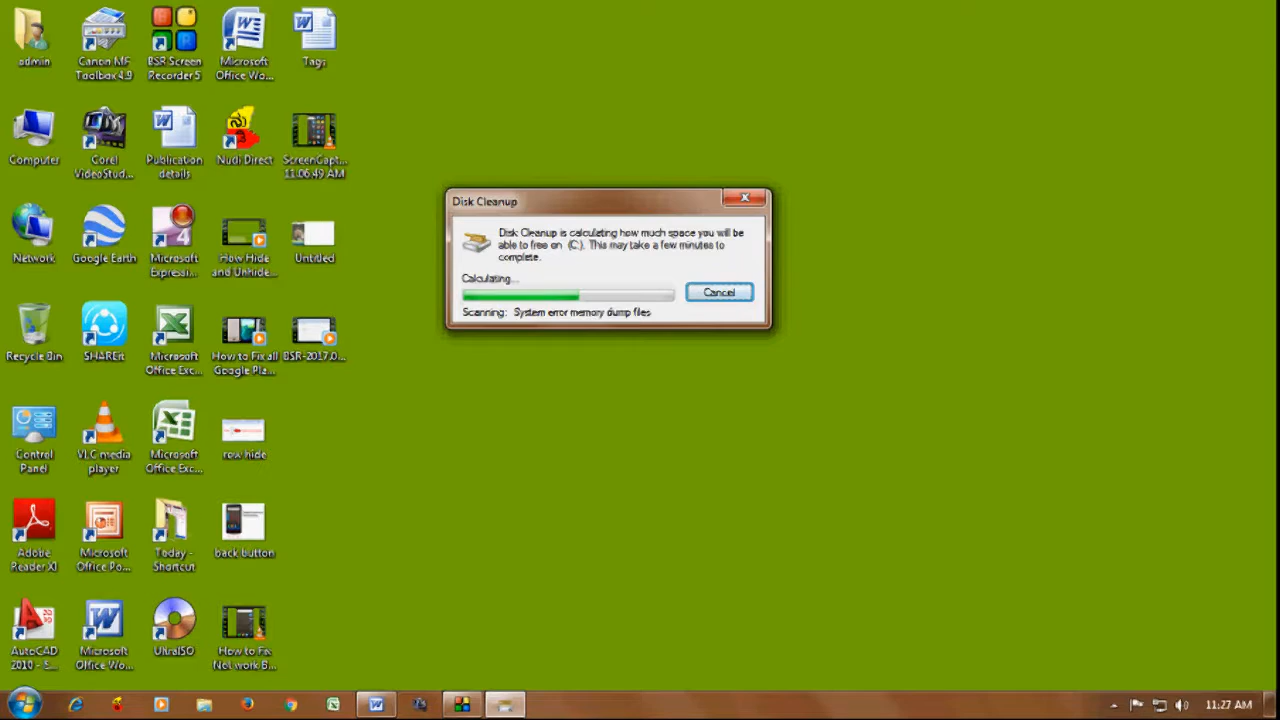 admin
Canon MF
Toolbox 4.9
BSR Screen
Recorder 5
Microsoft
Office Wo...
Tags
Computer
Corel
VideoStud...
Publication
details
Nudi Direct
ScreenCapt...
11.06.49 AM
Network
Google Earth
Microsoft
Expressi...
How Hide
and Unhide...
Untitled
Recycle Bin
SHAREit
Microsoft
Office Exc...
How to Fix all
Google Pla...
BSR-2017.0...
Control
Panel
VLC media
player
Microsoft
Office Exc...
row hide
Adobe
Reader XI
Microsoft
Office Po...
Today -
Shortcut
back button
AutoCAD
2010 - S...
Microsoft
Office Wo...
UltraISO
How to Fix
Net work B...
Disk Cleanup
Disk Cleanup is calculating how much space you will be
able to free on (C:). This may take a few minutes to
complete.
Calculating...
Cancel
Scanning: System error memory dump files
11:27 AM